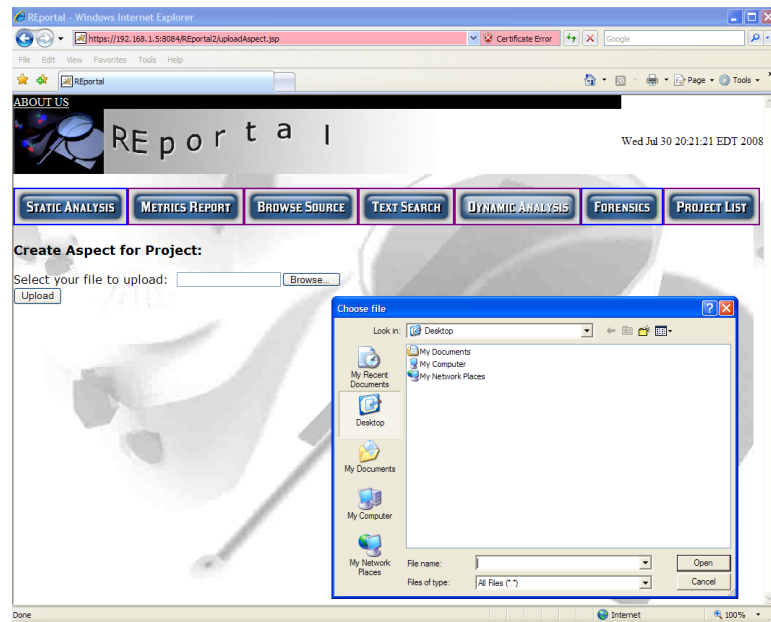 REportal - Windows Internet Explorer
https://192.168.1.5:8084/REportal2/uploadAspect.jsp
Certificate Error
Google
File Edit View Favorites Tools Help
REportal
Page Tools
ABOUT US
REportal
Wed Jul 30 20:21:21 EDT 2008
STATIC ANALYSIS
METRICS REPORT
BROWSE SOURCE
TEXT SEARCH
DYNAMIC ANALYSIS
FORENSICS
PROJECT LIST
Create Aspect for Project:
Select your file to upload:
Browse...
Upload
Choose file
Look in:
Desktop
My Documents
My Computer
My Network Places
My Recent
Documents
Desktop
My Documents
My Computer
My Network
Places
File name:
Open
Files of type:
All Files (*.*)
Cancel
Done
Internet
100%